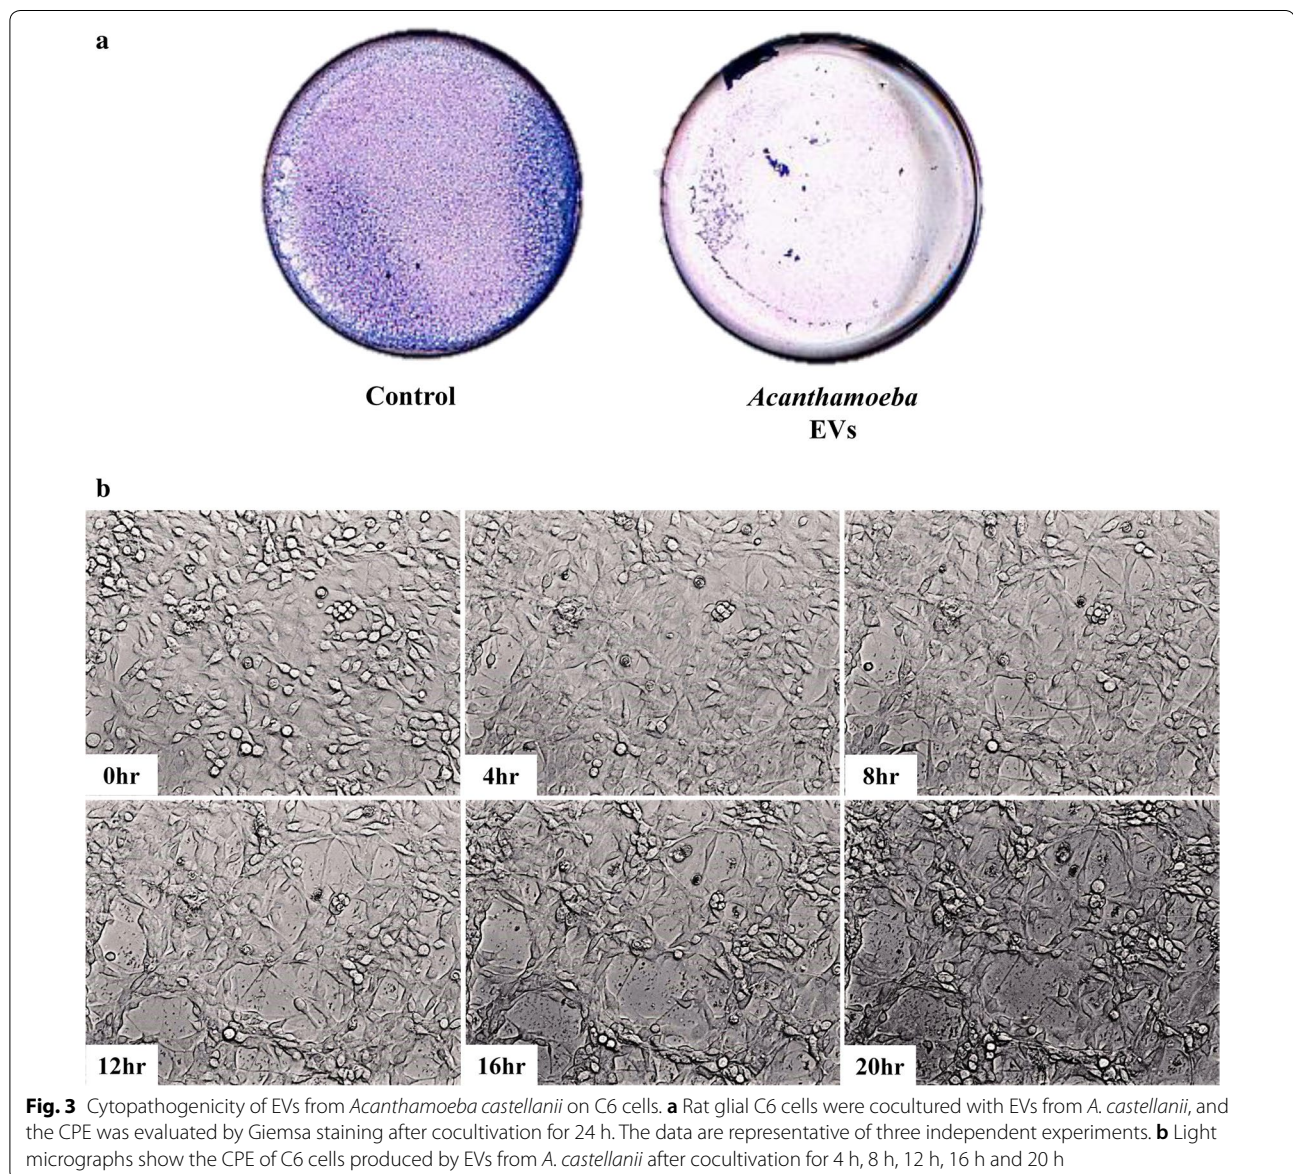 a
Control
Acanthamoeba
EVs
b
0hr
4hr
8hr
12hr
16hr
20hr
Fig. 3 Cytopathogenicity of EVs from Acanthamoeba castellanii on C6 cells. a Rat glial C6 cells were cocultured with EVs from A. castellanii, and
the CPE was evaluated by Giemsa staining after cocultivation for 24 h. The data are representative of three independent experiments. b Light
micrographs show the CPE of C6 cells produced by EVs from A. castellanii after cocultivation for 4 h, 8 h, 12 h, 16 h and 20 h